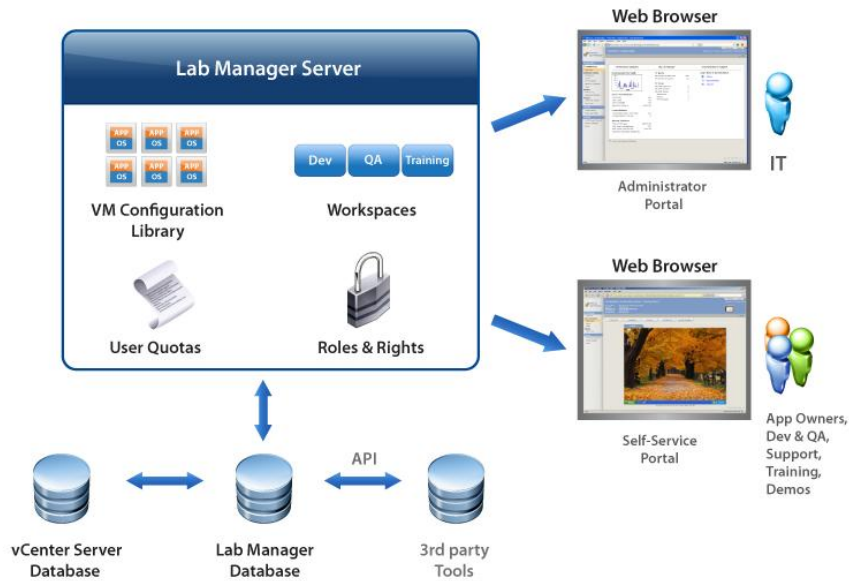 Web Browser
Lab Manager Server
APP APP APP
OS OS OS
APP APP APP
OS OS OS
Dev QA Training
VM Configuration
Library
Workspaces
User Quotas
Roles & Rights
IT
Administrator
Portal
Web Browser
Self-Service
Portal
App Owners,
Dev & QA,
Support,
Training,
Demos
API
vCenter Server
Database
Lab Manager
Database
3rd party
Tools